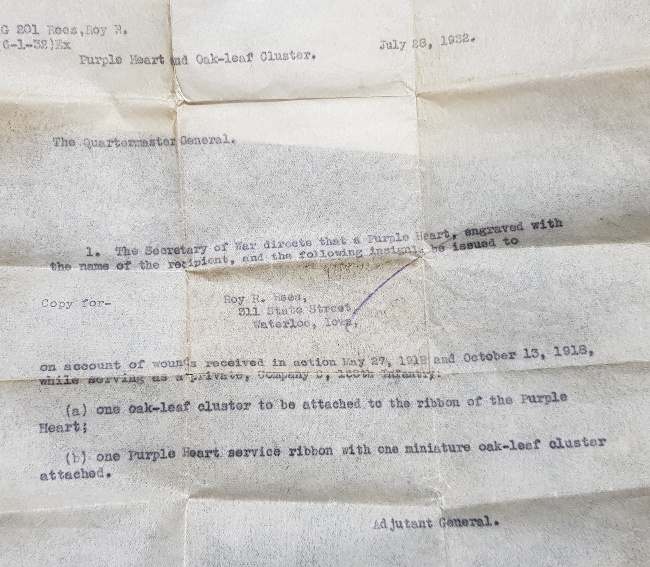 G 201 Rees,Roy R.
6-1-32)Ex
July 28, 1932.
Purple Heart and Oak-leaf Cluster.
The Quartermaster General.
1. The Secretary of War directs that a Purple Heart, engraved with
the name of the recipient, and the following insignia be issued to
Copy for-
Roy R. Rees,
311 State Street,
Waterloo, Iowa,
on account of wounds received in action May 27, 1918 and October 13, 1918,
while serving as a private, Company D, 168th Infantry:
(a) one oak-leaf cluster to be attached to the ribbon of the Purple
Heart;
(b) one Purple Heart service ribbon with one miniature oak-leaf cluster
attached.
Adjutant General.